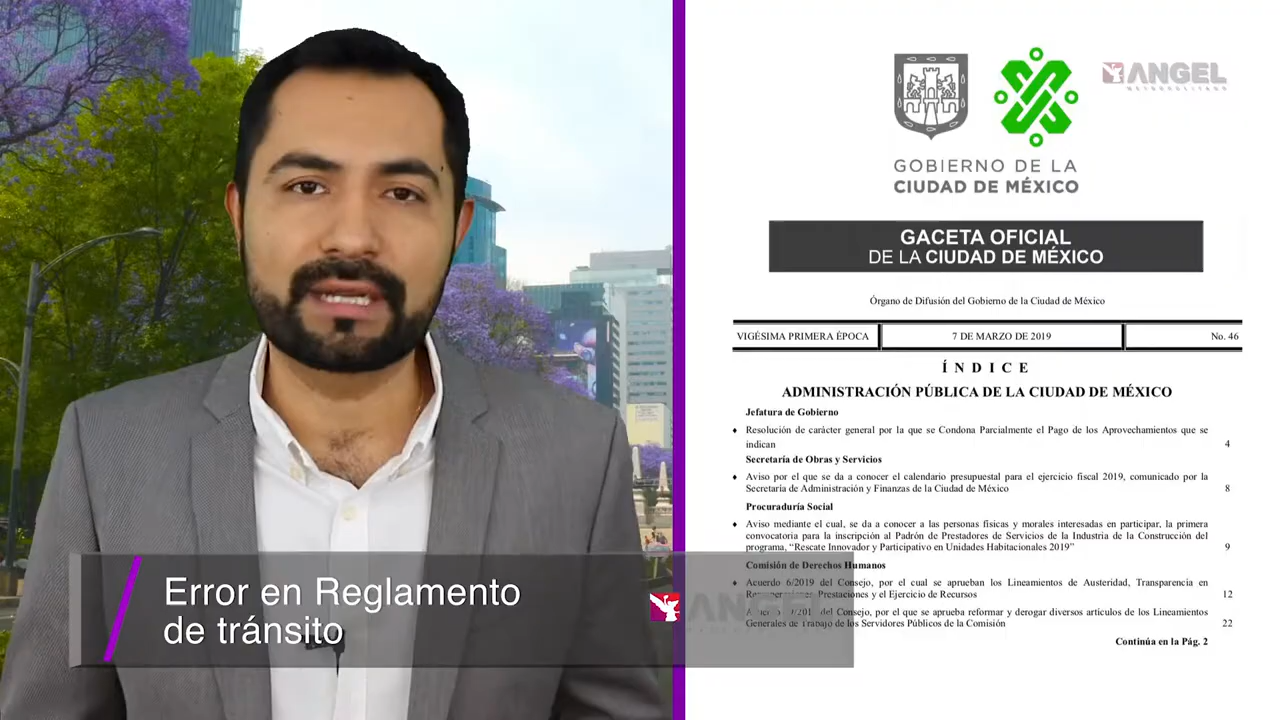 ANGEL
METROPOLITANO
GOBIERNO DE LA
CIUDAD DE MÉXICO
GACETA OFICIAL
DE LA CIUDAD DE MÉXICO
Órgano de Difusión del Gobierno de la Ciudad de México
VIGÉSIMA PRIMERA ÉPOCA 7 DE MARZO DE 2019 No. 46
Í N D I C E
ADMINISTRACIÓN PÚBLICA DE LA CIUDAD DE MÉXICO
Jefatura de Gobierno
♦ Resolución de carácter general por la que se Condona Parcialmente el Pago de los Aprovechamientos que se
indican 4
Secretaría de Obras y Servicios
♦ Aviso por el que se da a conocer el calendario presupuestal para el ejercicio fiscal 2019, comunicado por la
Secretaría de Administración y Finanzas de la Ciudad de México 8
Procuraduría Social
♦ Aviso mediante el cual, se da a conocer a las personas físicas y morales interesadas en participar, la primera
convocatoria para la inscripción al Padrón de Prestadores de Servicios de la Industria de la Construcción del
programa, “Rescate Innovador y Participativo en Unidades Habitacionales 2019” 9
Comisión de Derechos Humanos
♦ Acuerdo 6/2019 del Consejo, por el cual se aprueban los Lineamientos de Austeridad, Transparencia en
Remuneraciones, Prestaciones y el Ejercicio de Recursos 12
del Consejo, por el que se aprueba reformar y derogar diversos artículos de los Lineamientos
Generales de Trabajo de los Servidores Públicos de la Comisión 22
Continúa en la Pág. 2
Error en Reglamento
de tránsito
ANGEL